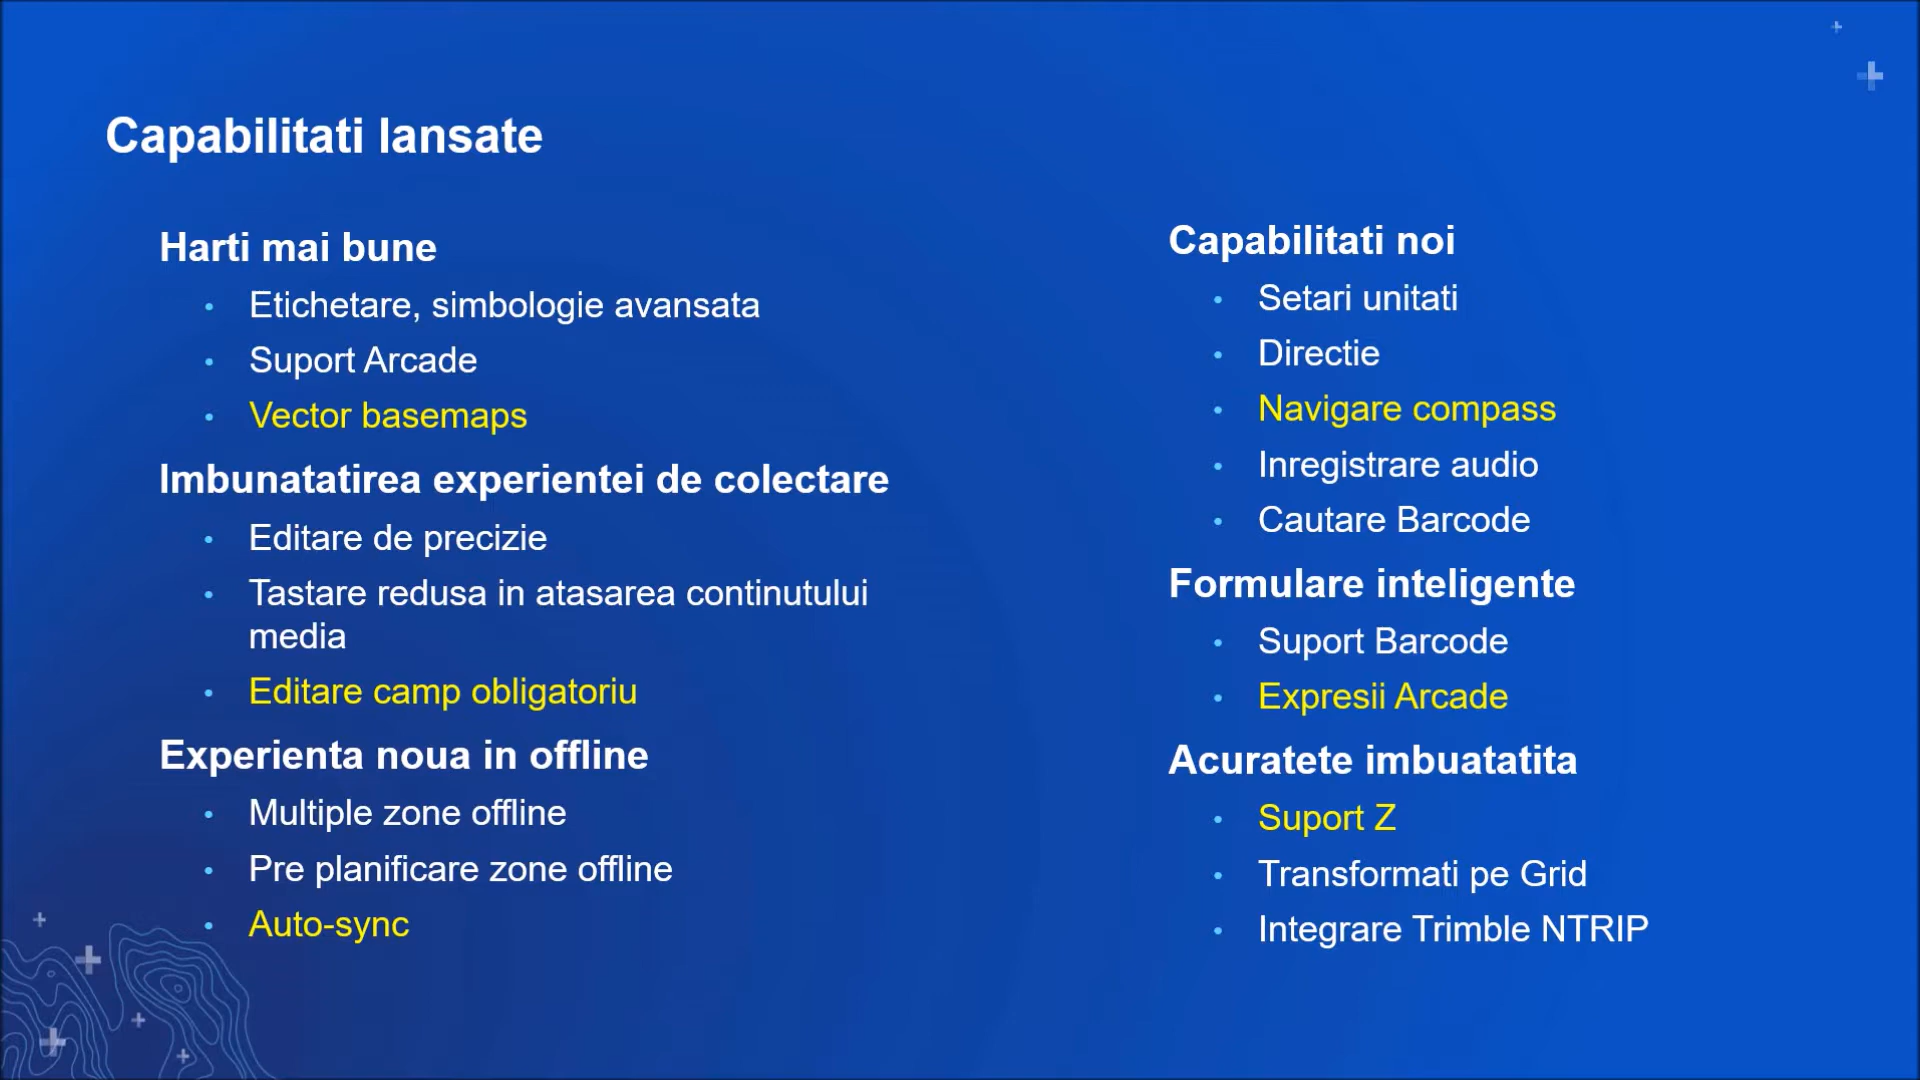 Capabilitati lansate
Harti mai bune
Etichetare, simbologie avansata
Suport Arcade
Vector basemaps
Imbunatatirea experientei de colectare
Editare de precizie
Tastare redusa in atasarea continutului
media
Editare camp obligatoriu
Experienta noua in offline
Multiple zone offline
Pre planificare zone offline
Auto-sync
Capabilitati noi
Setari unitati
Directie
Navigare compass
Inregistrare audio
Cautare Barcode
Formulare inteligente
Suport Barcode
Expresii Arcade
Acuratete imbuatatita
Suport Z
Transformati pe Grid
Integrare Trimble NTRIP